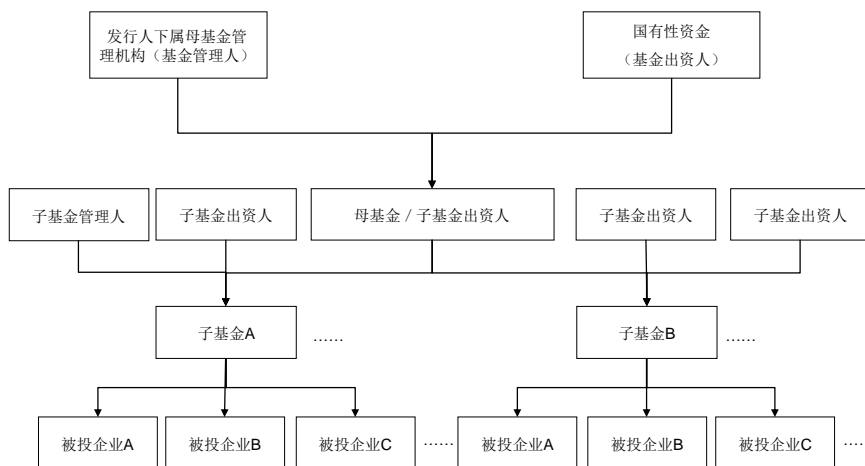 发行人下属母基金管
理机构（基金管理人）
国有性资金
（基金出资人）
子基金管理人
子基金出资人
母基金 / 子基金出资人
子基金出资人
子基金出资人
子基金A
……
子基金B
……
被投企业A
被投企业B
被投企业C
……
被投企业A
被投企业B
被投企业C
……